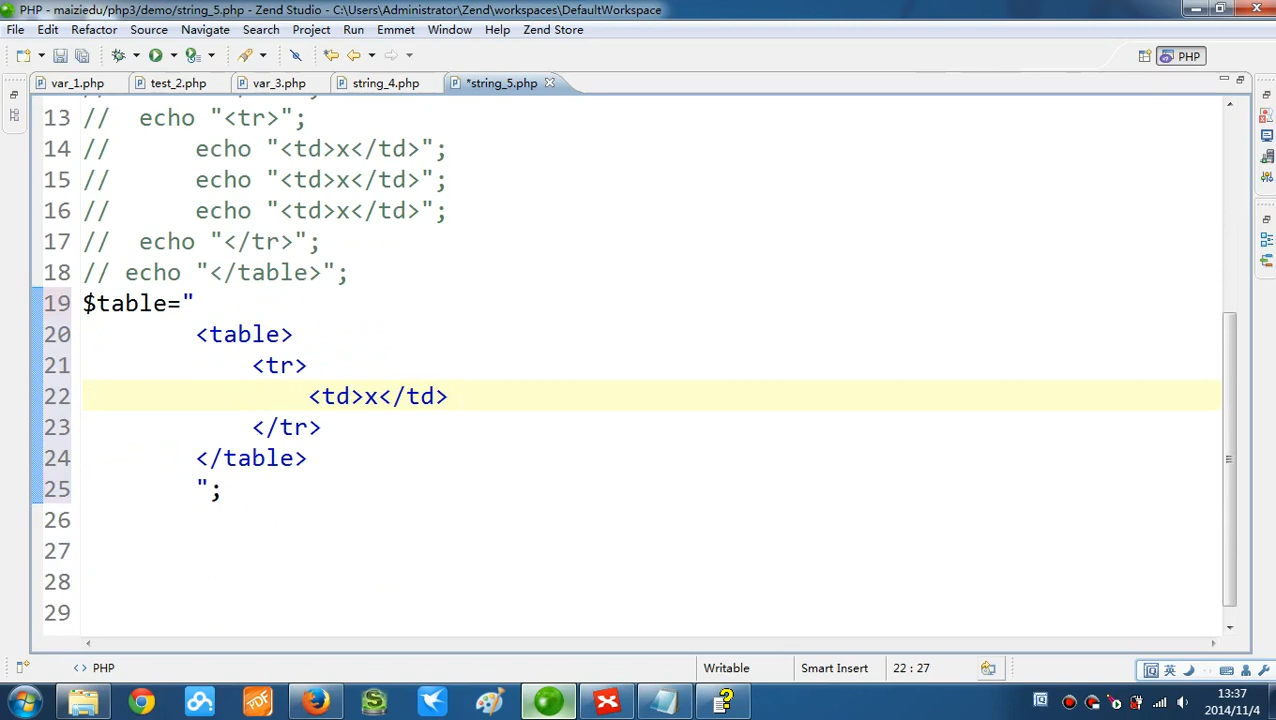 PHP - maiziedu/php3/demo/string_5.php - Zend Studio - C:\Users\Administrator\Zend\workspaces\DefaultWorkspace
File Edit Refactor Source Navigate Search Project Run Emmet Window Help Zend Store
PHP
var_1.php test_2.php var_3.php string_4.php *string_5.php
13 //  echo "<tr>";
14 //      echo "<td>x</td>";
15 //      echo "<td>x</td>";
16 //      echo "<td>x</td>";
17 //  echo "</tr>";
18 // echo "</table>";
19 $table="
20         <table>
21             <tr>
22                 <td>x</td>
23             </tr>
24         </table>
25         ";
26
27
28
29
<> PHP Writable Smart Insert 22 : 27 英
PDF 13:37
2014/11/4